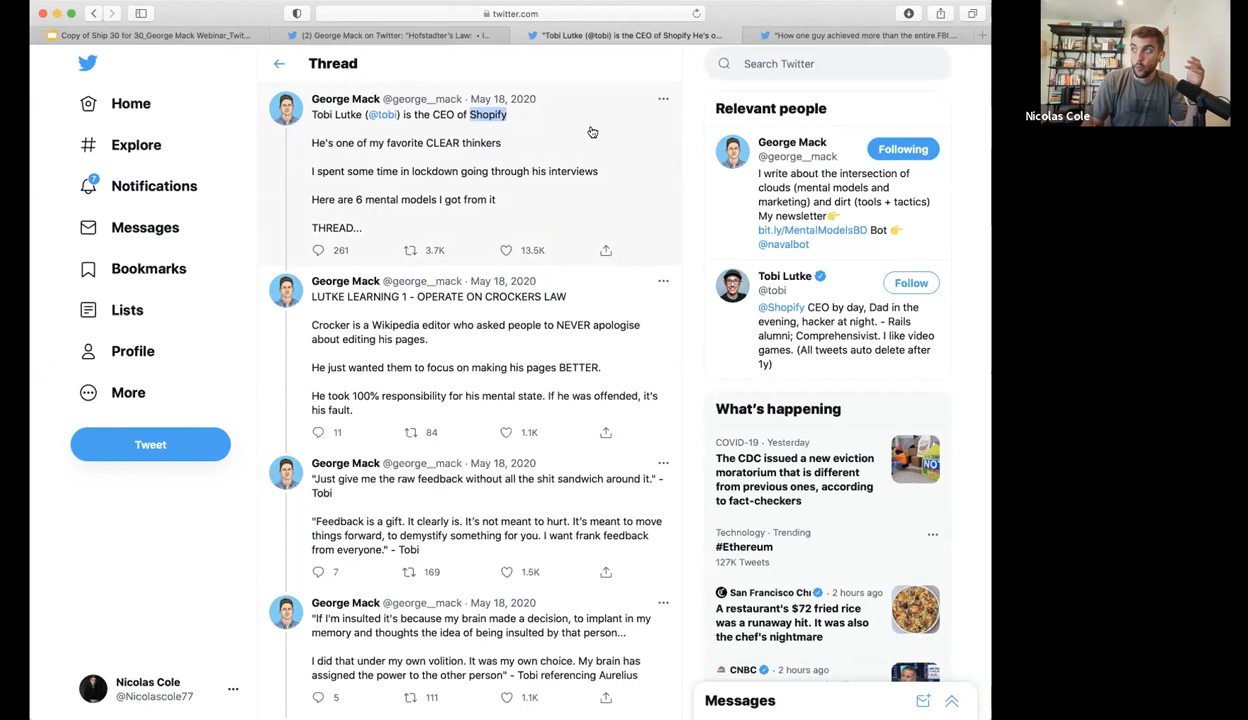 twitter.com
Copy of Ship 30 for 30_George Mack Webinar_Twit...
(2) George Mack on Twitter: "Hofstadter's Law: • I...
"Tobi Lutke (@tobi) is the CEO of Shopify He's o...
"How one guy achieved more than the entire FBI...
Home
Explore
7
Notifications
Messages
Bookmarks
Lists
Profile
More
Tweet
Nicolas Cole
@Nicolascole77
Thread
George Mack @george__mack · May 18, 2020
Tobi Lutke (@tobi) is the CEO of Shopify
He's one of my favorite CLEAR thinkers
I spent some time in lockdown going through his interviews
Here are 6 mental models I got from it
THREAD...
261 3.7K 13.5K
George Mack @george__mack · May 18, 2020
LUTKE LEARNING 1 - OPERATE ON CROCKERS LAW
Crocker is a Wikipedia editor who asked people to NEVER apologise
about editing his pages.
He just wanted them to focus on making his pages BETTER.
He took 100% responsibility for his mental state. If he was offended, it's
his fault.
11 84 1.1K
George Mack @george__mack · May 18, 2020
"Just give me the raw feedback without all the shit sandwich around it." -
Tobi
"Feedback is a gift. It clearly is. It's not meant to hurt. It's meant to move
things forward, to demystify something for you. I want frank feedback
from everyone." - Tobi
7 169 1.5K
George Mack @george__mack · May 18, 2020
"If I'm insulted it's because my brain made a decision, to implant in my
memory and thoughts the idea of being insulted by that person...
I did that under my own volition. It was my own choice. My brain has
assigned the power to the other person" - Tobi referencing Aurelius
5 111 1.1K
Search Twitter
Relevant people
George Mack
@george__mack
Following
I write about the intersection of
clouds (mental models and
marketing) and dirt (tools + tactics)
My newsletter👉
bit.ly/MentalModelsBD Bot 👉
@navalbot
Tobi Lutke
@tobi
Follow
@Shopify CEO by day, Dad in the
evening, hacker at night. - Rails
alumni; Comprehensivist. I like video
games. (All tweets auto delete after
1y)
What's happening
COVID-19 · Yesterday
The CDC issued a new eviction
moratorium that is different
from previous ones, according
to fact-checkers
NO
Technology · Trending
#Ethereum
127K Tweets
San Francisco Chr · 2 hours ago
A restaurant's $72 fried rice
was a runaway hit. It was also
the chef's nightmare
CNBC · 2 hours ago
Messages
Nicolas Cole